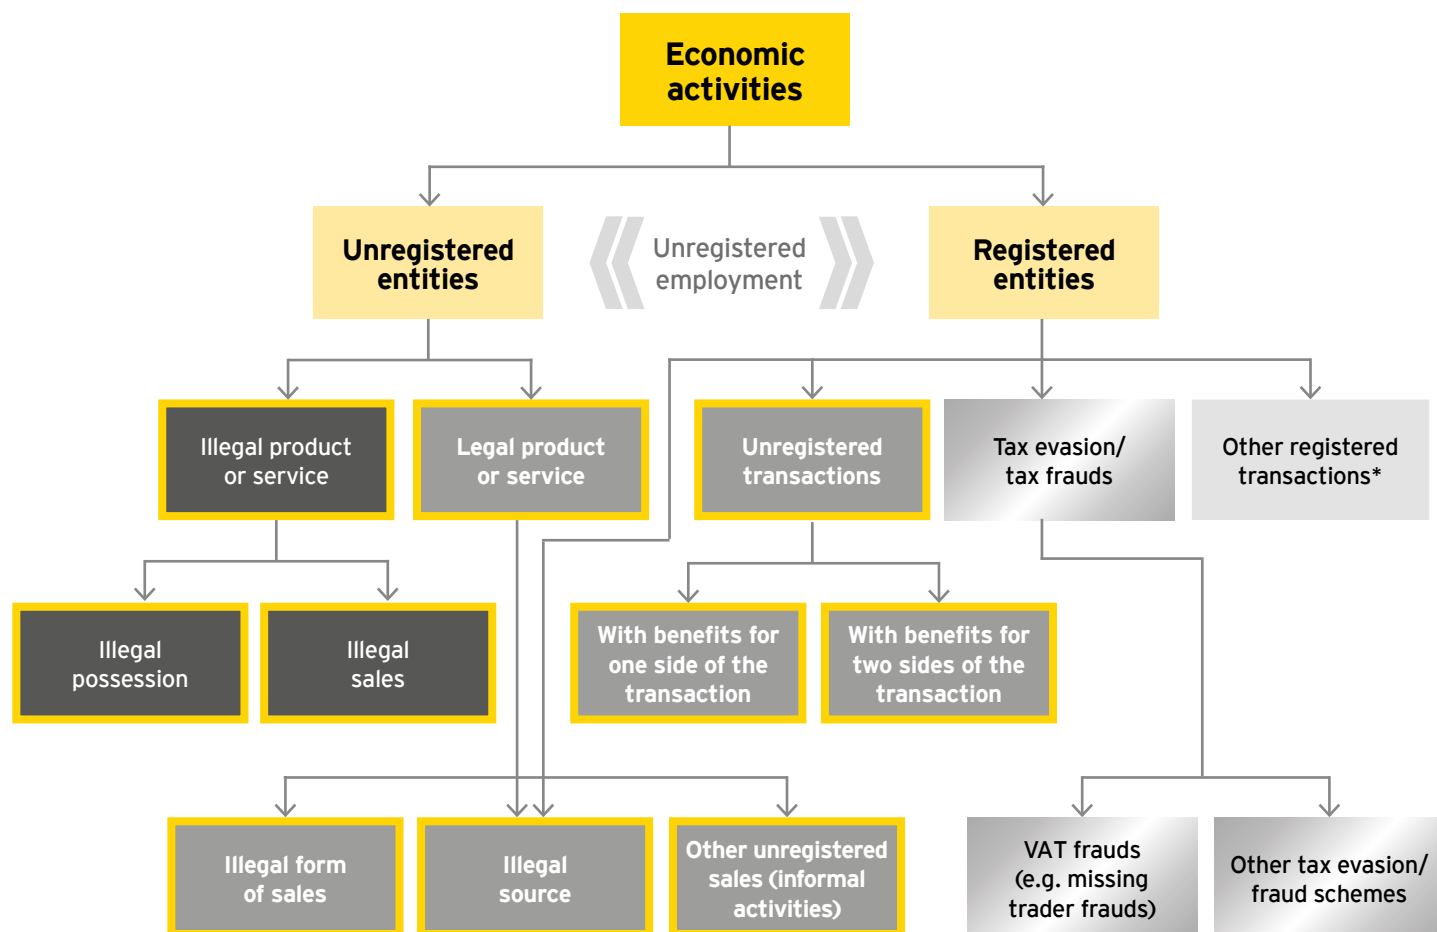 Economic
activities
Unregistered
entities
Unregistered
employment
Registered
entities
Illegal product
or service
Legal product
or service
Unregistered
transactions
Tax evasion/
tax frauds
Other registered
transactions*
Illegal
possession
Illegal
sales
With benefits for
one side of the
transaction
With benefits for
two sides of the
transaction
Illegal form
of sales
Illegal
source
Other unregistered
sales (informal
activities)
VAT frauds
(e.g. missing
trader frauds)
Other tax evasion/
fraud schemes